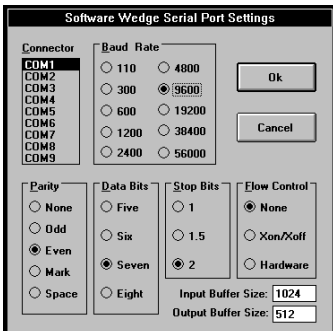 Software Wedge Serial Port Settings
Connector
COM1
COM2
COM3
COM4
COM5
COM6
COM7
COM8
COM9
Baud Rate
110 4800
300 9600
600 19200
1200 38400
2400 56000
Ok
Cancel
Parity
None
Odd
Even
Mark
Space
Data Bits
Five
Six
Seven
Eight
Stop Bits
1
1.5
2
Flow Control
None
Xon/Xoff
Hardware
Input Buffer Size: 1024
Output Buffer Size: 512